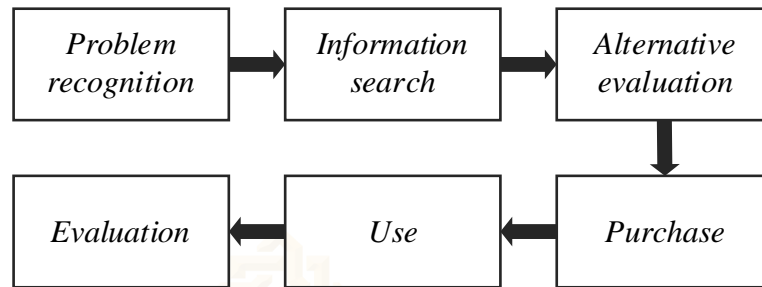 Problem
recognition
Information
search
Alternative
evaluation
Purchase
Use
Evaluation